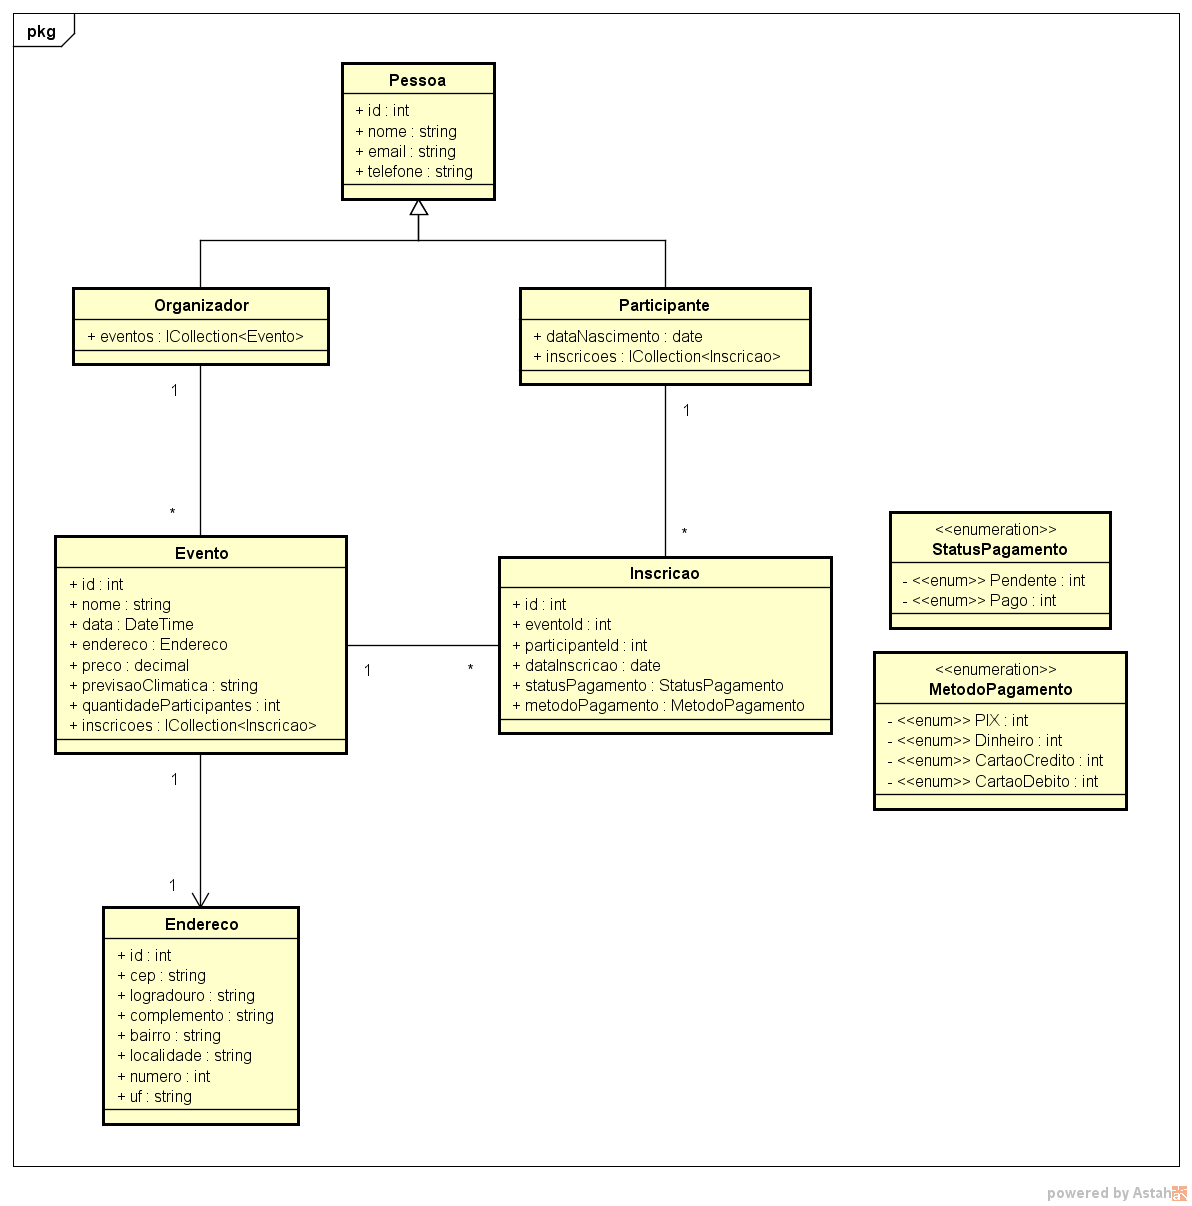 pkg
Pessoa
+ id : int
+ nome : string
+ email : string
+ telefone : string
Organizador
+ eventos : ICollection<Evento>
Participante
+ dataNascimento : date
+ inscricoes : ICollection<Inscricao>
1
1
*
*
Evento
+ id : int
+ nome : string
+ data : DateTime
+ endereco : Endereco
+ preco : decimal
+ previsaoClimatica : string
+ quantidadeParticipantes : int
+ inscricoes : ICollection<Inscricao>
1
*
Inscricao
+ id : int
+ eventoId : int
+ participanteId : int
+ dataInscricao : date
+ statusPagamento : StatusPagamento
+ metodoPagamento : MetodoPagamento
<<enumeration>>
StatusPagamento
- <<enum>> Pendente : int
- <<enum>> Pago : int
<<enumeration>>
MetodoPagamento
- <<enum>> PIX : int
- <<enum>> Dinheiro : int
- <<enum>> CartaoCredito : int
- <<enum>> CartaoDebito : int
1
1
Endereco
+ id : int
+ cep : string
+ logradouro : string
+ complemento : string
+ bairro : string
+ localidade : string
+ numero : int
+ uf : string
powered by Astah